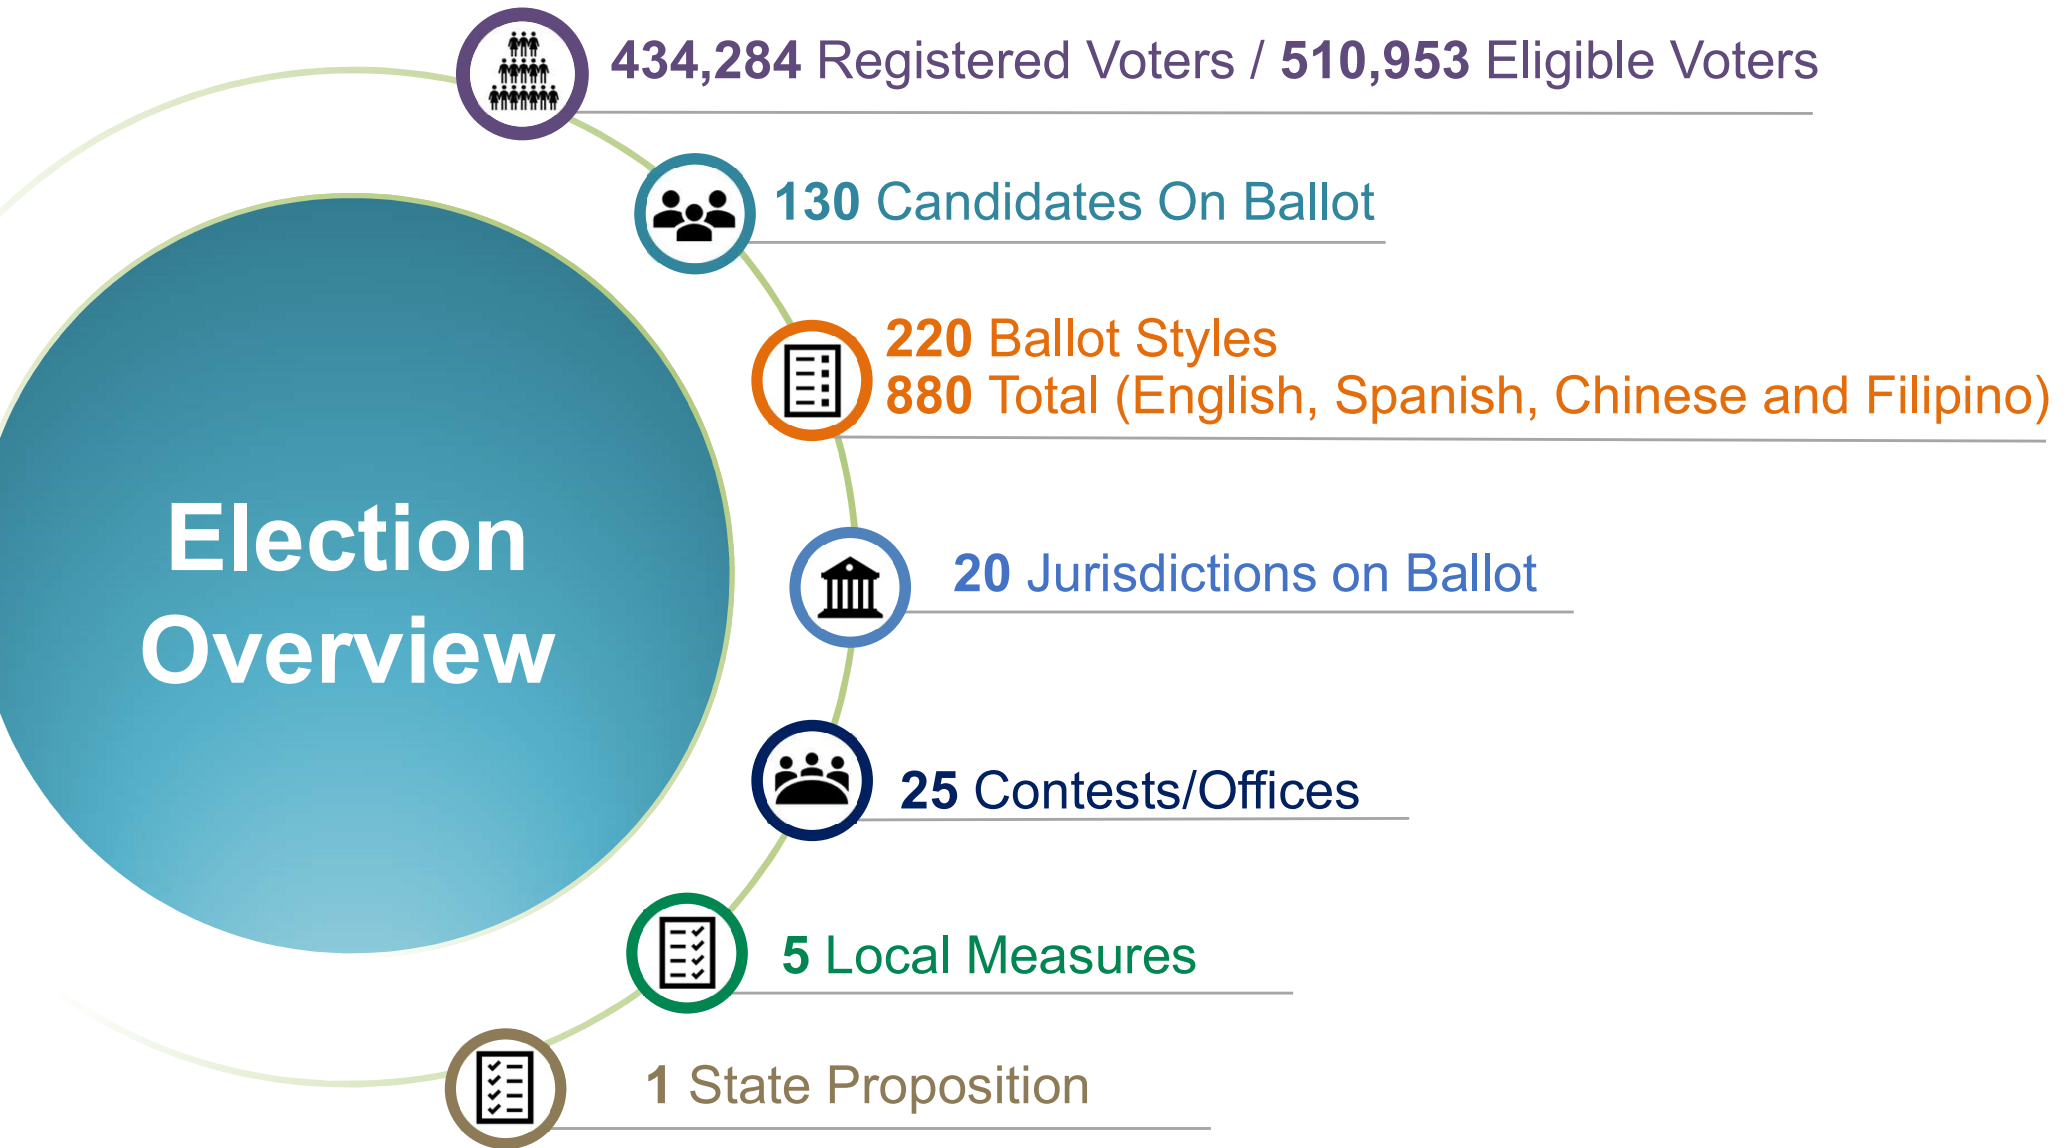 434,284 Registered Voters / 510,953 Eligible Voters
130 Candidates On Ballot
220 Ballot Styles
880 Total (English, Spanish, Chinese and Filipino)
Election
Overview
20 Jurisdictions on Ballot
25 Contests/Offices
5 Local Measures
1 State Proposition